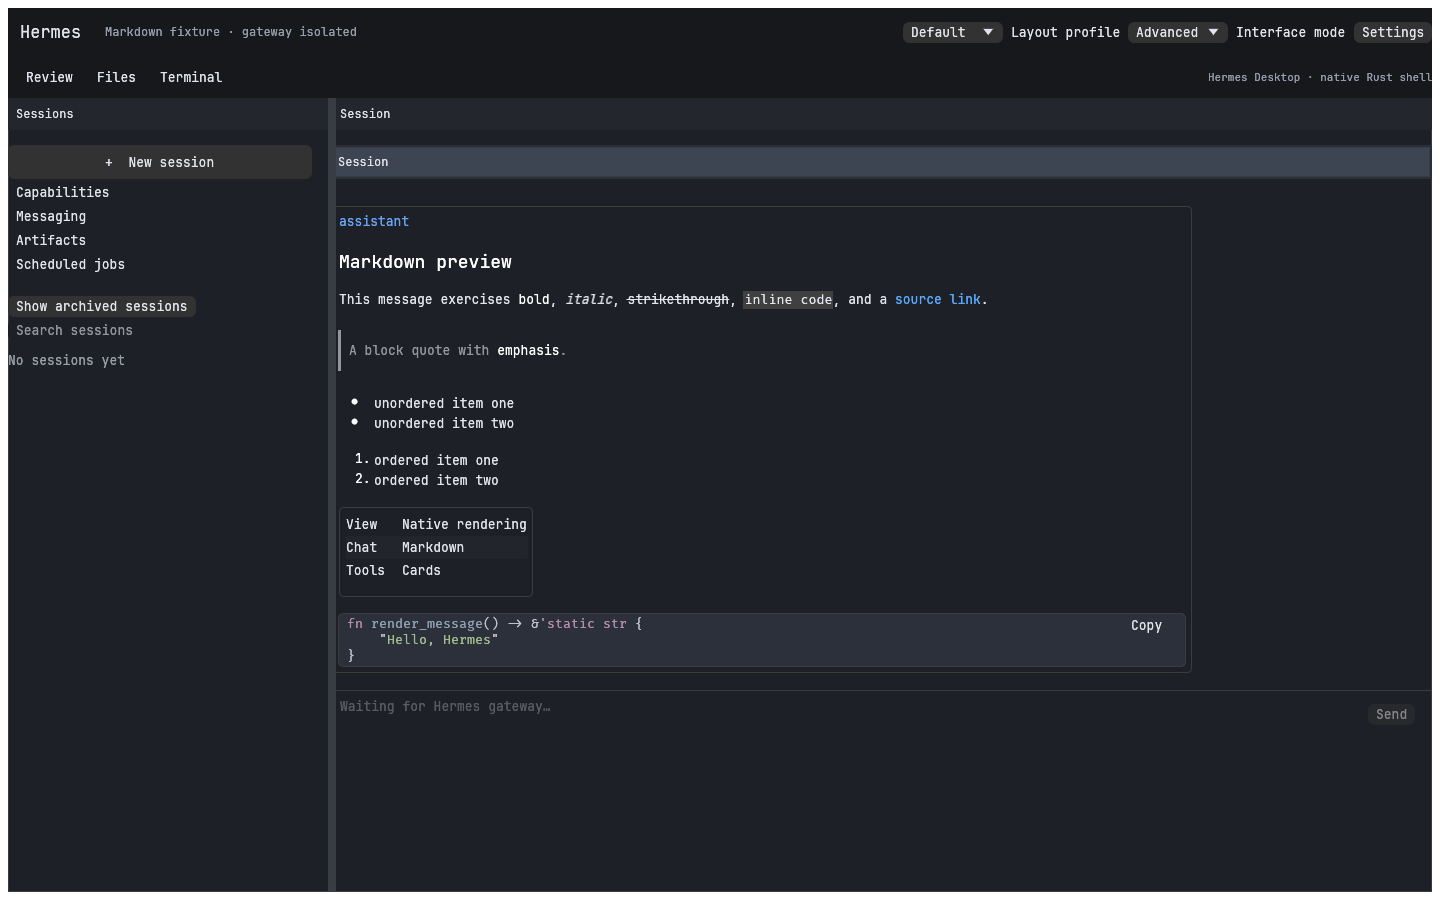 Hermes Markdown fixture · gateway isolated Default Layout profile Advanced Interface mode Settings
Review Files Terminal Hermes Desktop · native Rust shell
Sessions
+ New session
Capabilities
Messaging
Artifacts
Scheduled jobs
Show archived sessions
Search sessions
No sessions yet
Session
Session
assistant
Markdown preview
This message exercises bold, italic, strikethrough, inline code, and a source link.
A block quote with emphasis.
• unordered item one
• unordered item two
1. ordered item one
2. ordered item two
View Native rendering
Chat Markdown
Tools Cards
fn render_message() -> &'static str {
    "Hello, Hermes"
}
Copy
Waiting for Hermes gateway…
Send